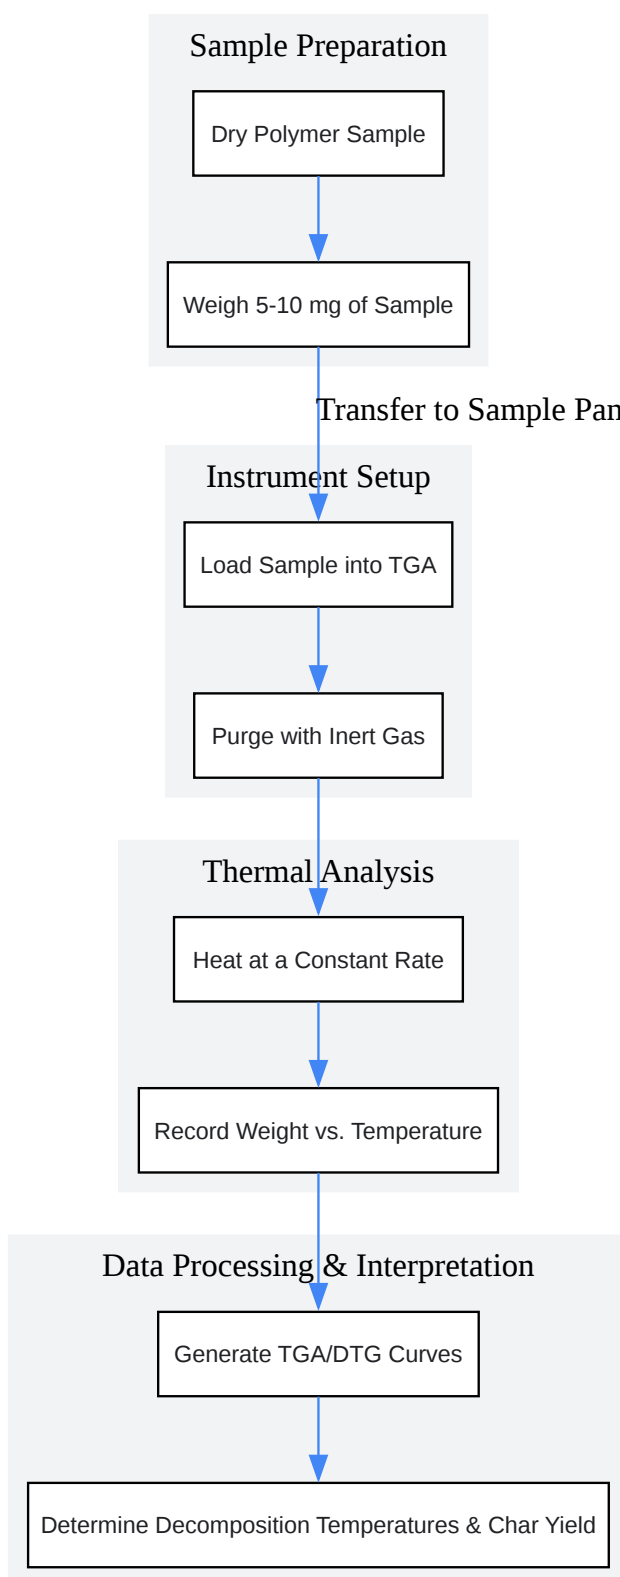 Sample Preparation
Dry Polymer Sample
Weigh 5-10 mg of Sample
Transfer to Sample Pan
Instrument Setup
Load Sample into TGA
Purge with Inert Gas
Thermal Analysis
Heat at a Constant Rate
Record Weight vs. Temperature
Data Processing & Interpretation
Generate TGA/DTG Curves
Determine Decomposition Temperatures & Char Yield